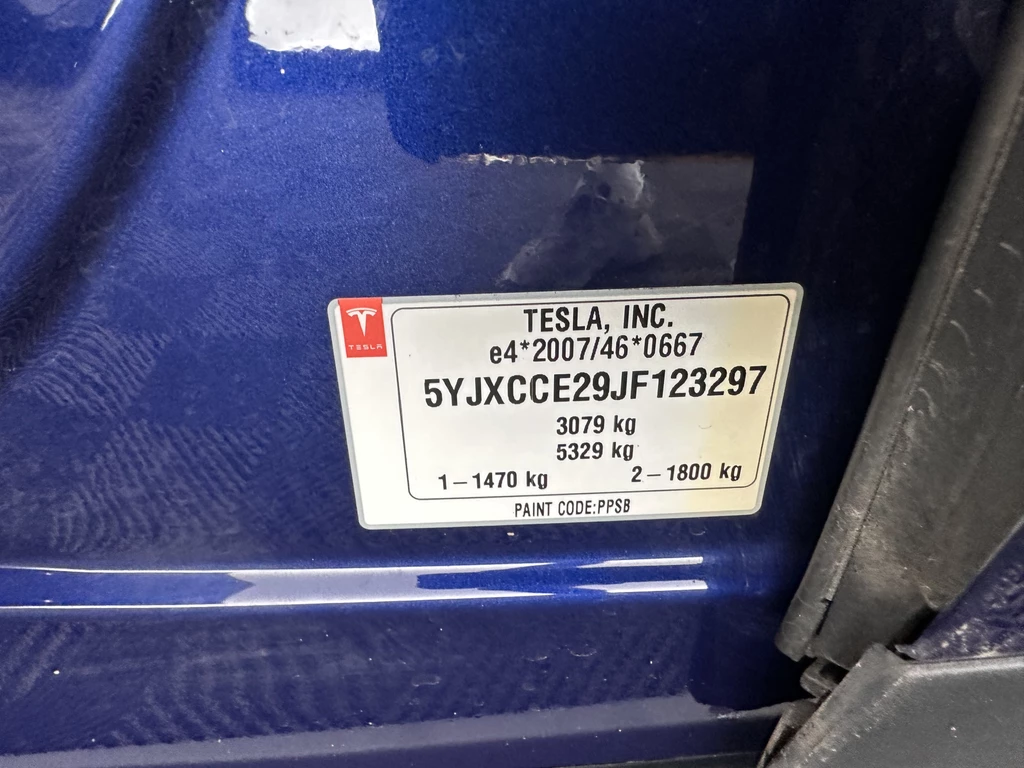 TESLA
TESLA, INC.
e4*2007/46*0667
5YJXCCE29JF123297
3079 kg
5329 kg
1–1470 kg 2–1800 kg
PAINT CODE:PPSB